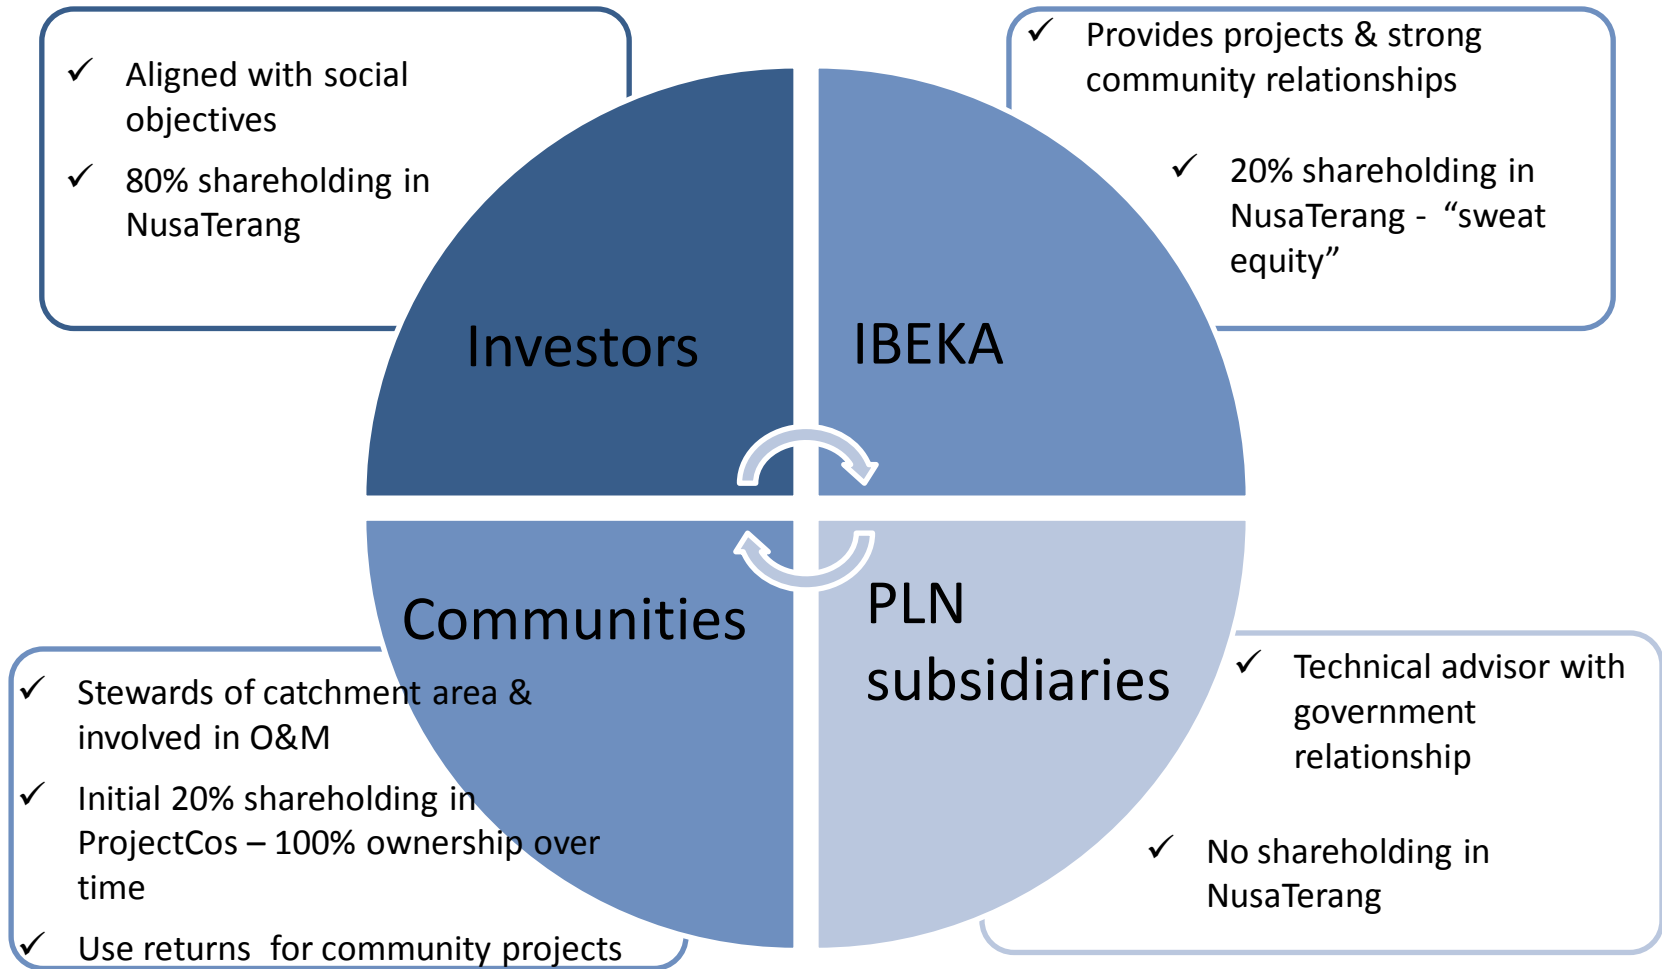 ✓ Aligned with social
objectives
✓ 80% shareholding in
NusaTerang
Investors
✓ Provides projects & strong
community relationships
✓ 20% shareholding in
NusaTerang - “sweat
equity”
IBEKA
Communities
✓ Stewards of catchment area &
involved in O&M
✓ Initial 20% shareholding in
ProjectCos – 100% ownership over
time
✓ Use returns for community projects
PLN
subsidiaries
✓ Technical advisor with
government
relationship
✓ No shareholding in
NusaTerang